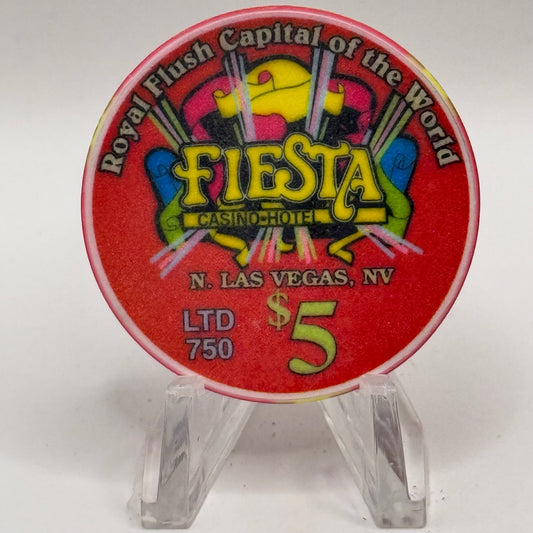 Royal Flush Capital of the World
FIESTA
CASINO-HOTEL
N. LAS VEGAS, NV
LTD
750
$5